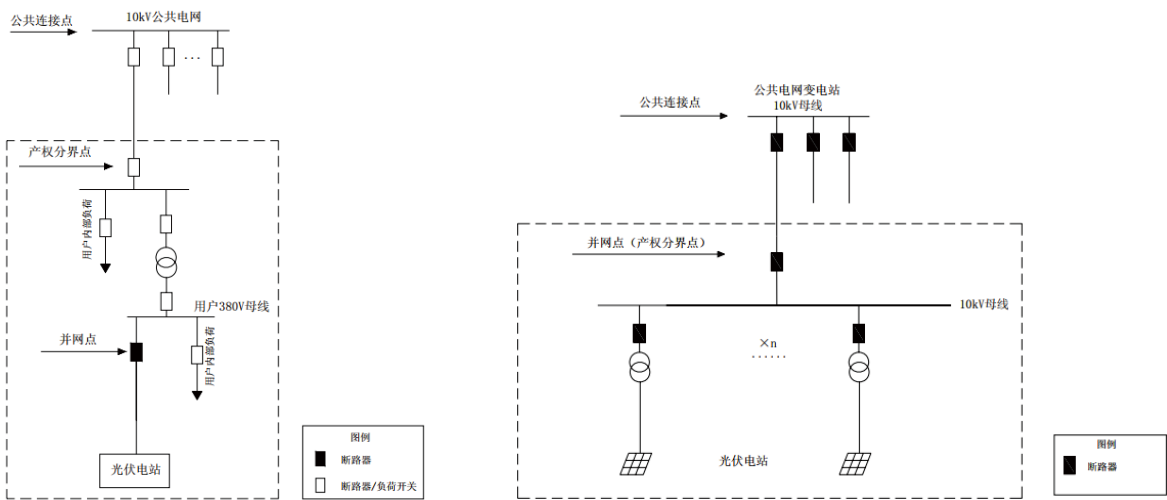 公共连接点
10kV公共电网
...
产权分界点
用户内部负荷
用户380V母线
并网点
用户内部负荷
光伏电站
图例
断路器
断路器/负荷开关
公共电网变电站
公共连接点
10kV母线
并网点（产权分界点）
10kV母线
×n
......
光伏电站
图例
断路器